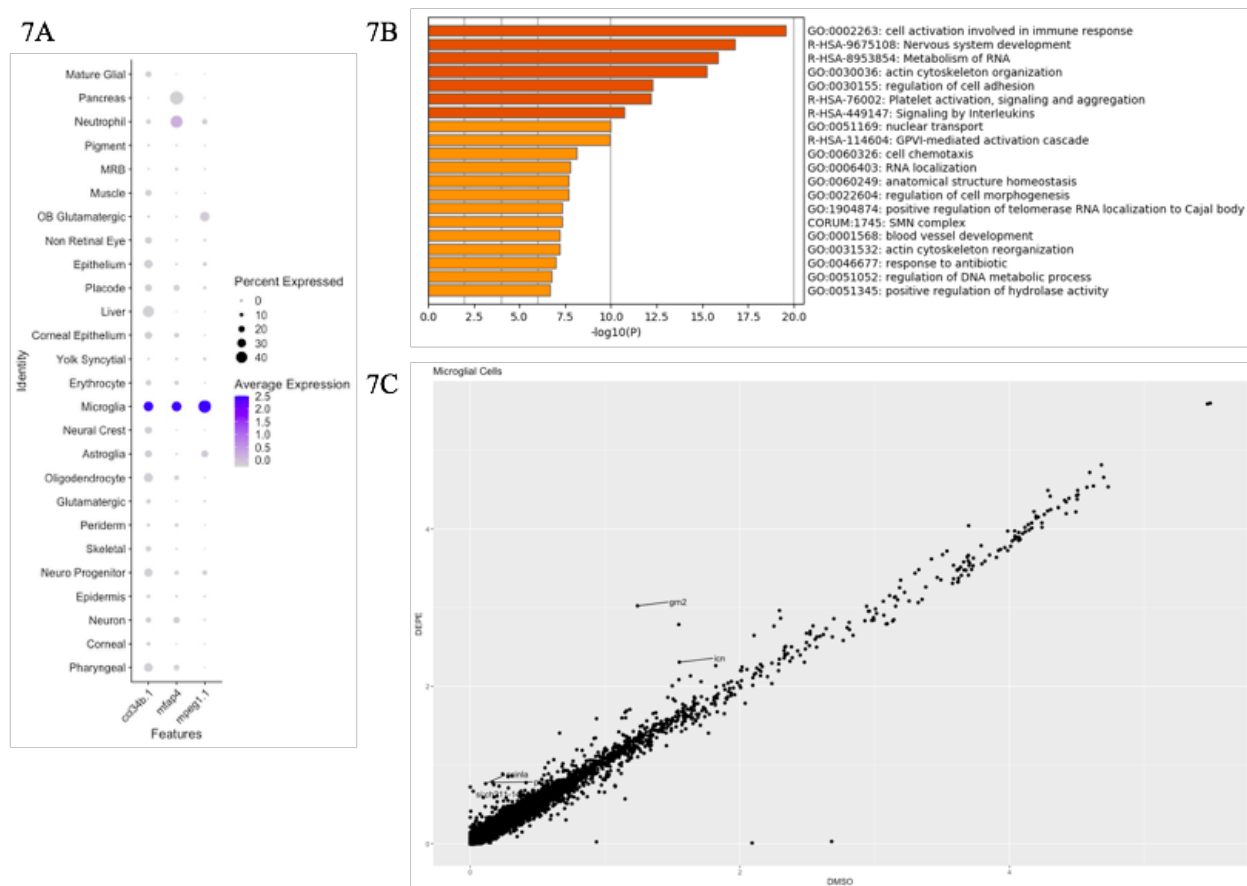 7A
Mature Glial
Pancreas
Neutrophil
Pigment
MRB
Muscle
OB Glutamatergic
Non Retinal Eye
Epithelium
Placode
Liver
Corneal Epithelium
Yolk Syncytial
Erythrocyte
Microglia
Neural Crest
Astroglia
Oligodendrocyte
Glutamatergic
Periderm
Skeletal
Neuro Progenitor
Epidermis
Neuron
Corneal
Pharyngeal
Identity
mfap4
mpeg1.1
Features
Percent Expressed
0
10
20
30
40
Average Expression
2.5
2.0
1.5
1.0
0.5
0.0
7B
GO:0002263: cell activation involved in immune response
R-HSA-9675108: Nervous system development
R-HSA-8953854: Metabolism of RNA
GO:0030036: actin cytoskeleton organization
GO:0030155: regulation of cell adhesion
R-HSA-76002: Platelet activation, signaling and aggregation
R-HSA-449147: Signaling by Interleukins
GO:0051169: nuclear transport
R-HSA-114604: GPVI-mediated activation cascade
GO:0060326: cell chemotaxis
GO:0006403: RNA localization
GO:0060249: anatomical structure homeostasis
GO:0022604: regulation of cell morphogenesis
GO:1904874: positive regulation of telomerase RNA localization to Cajal body
CORUM:1745: SMN complex
GO:0001568: blood vessel development
GO:0031532: actin cytoskeleton reorganization
GO:0046677: response to antibiotic
GO:0051052: regulation of DNA metabolic process
GO:0051345: positive regulation of hydrolase activity
0.0 2.5 5.0 7.5 10.0 12.5 15.0 17.5 20.0
-log10(P)
7C
Microglial Cells
DEPE
4
2
0
grn2
0 2 4
DMSO